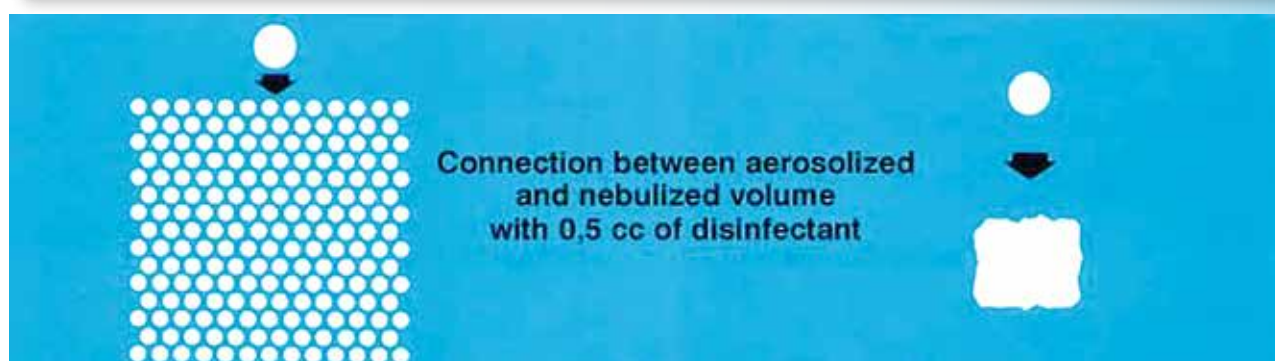 Connection between aerosolized
and nebulized volume
with 0,5 cc of disinfectant